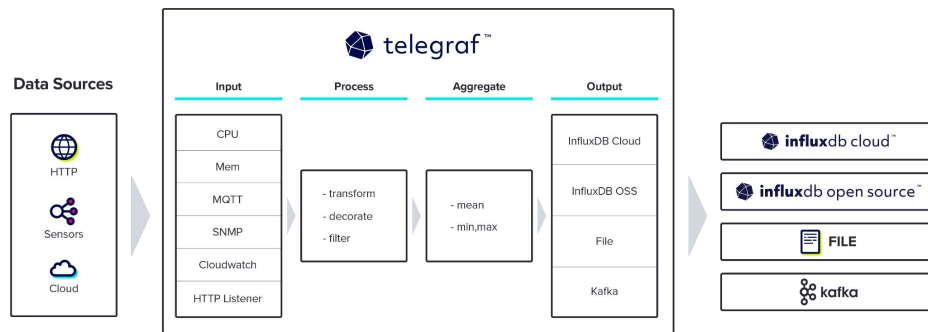 telegraf™
Data Sources
Input
Process
Aggregate
Output
HTTP
Sensors
Cloud
CPU
Mem
MQTT
SNMP
Cloudwatch
HTTP Listener
- transform
- decorate
- filter
- mean
- min,max
InfluxDB Cloud
InfluxDB OSS
File
Kafka
influxdb cloud™
influxdb open source™
FILE
kafka